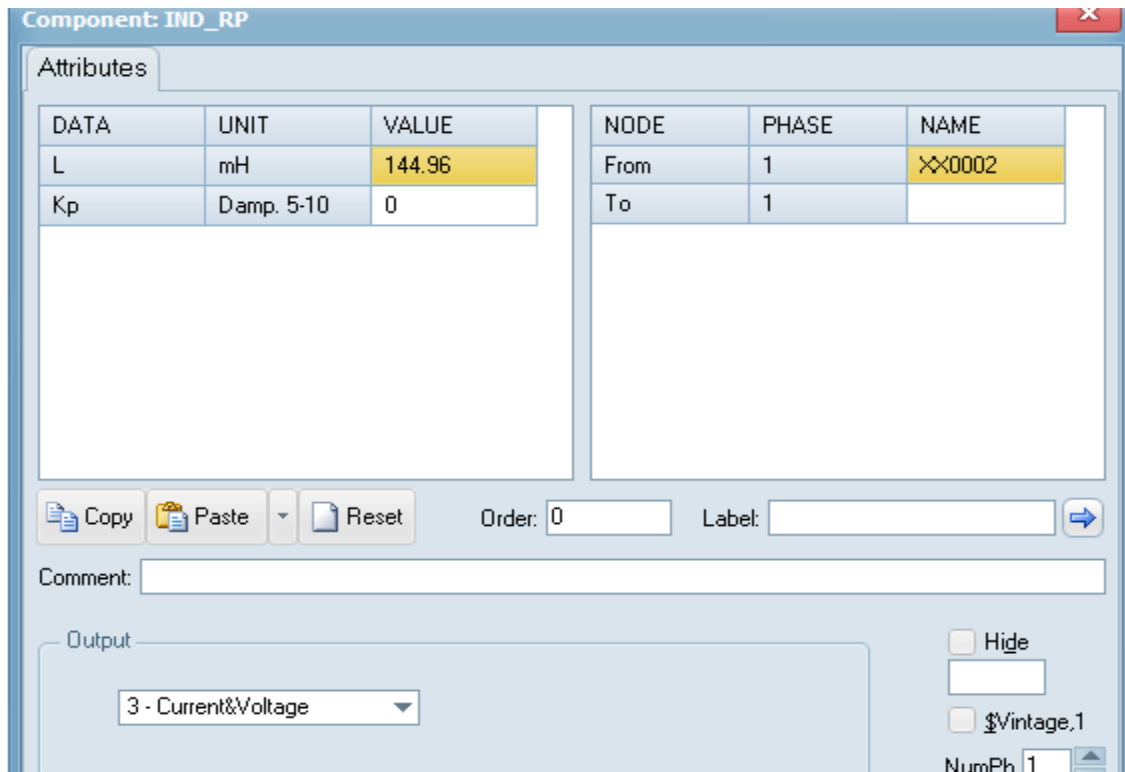 Component: IND_RP
Attributes
DATA UNIT VALUE
L mH 144.96
Kp Damp. 5-10 0
NODE PHASE NAME
From 1 XX0002
To 1
Copy Paste Reset Order: 0 Label:
Comment:
Output
3 - Current&Voltage
Hide
$Vintage,1
NumPh 1